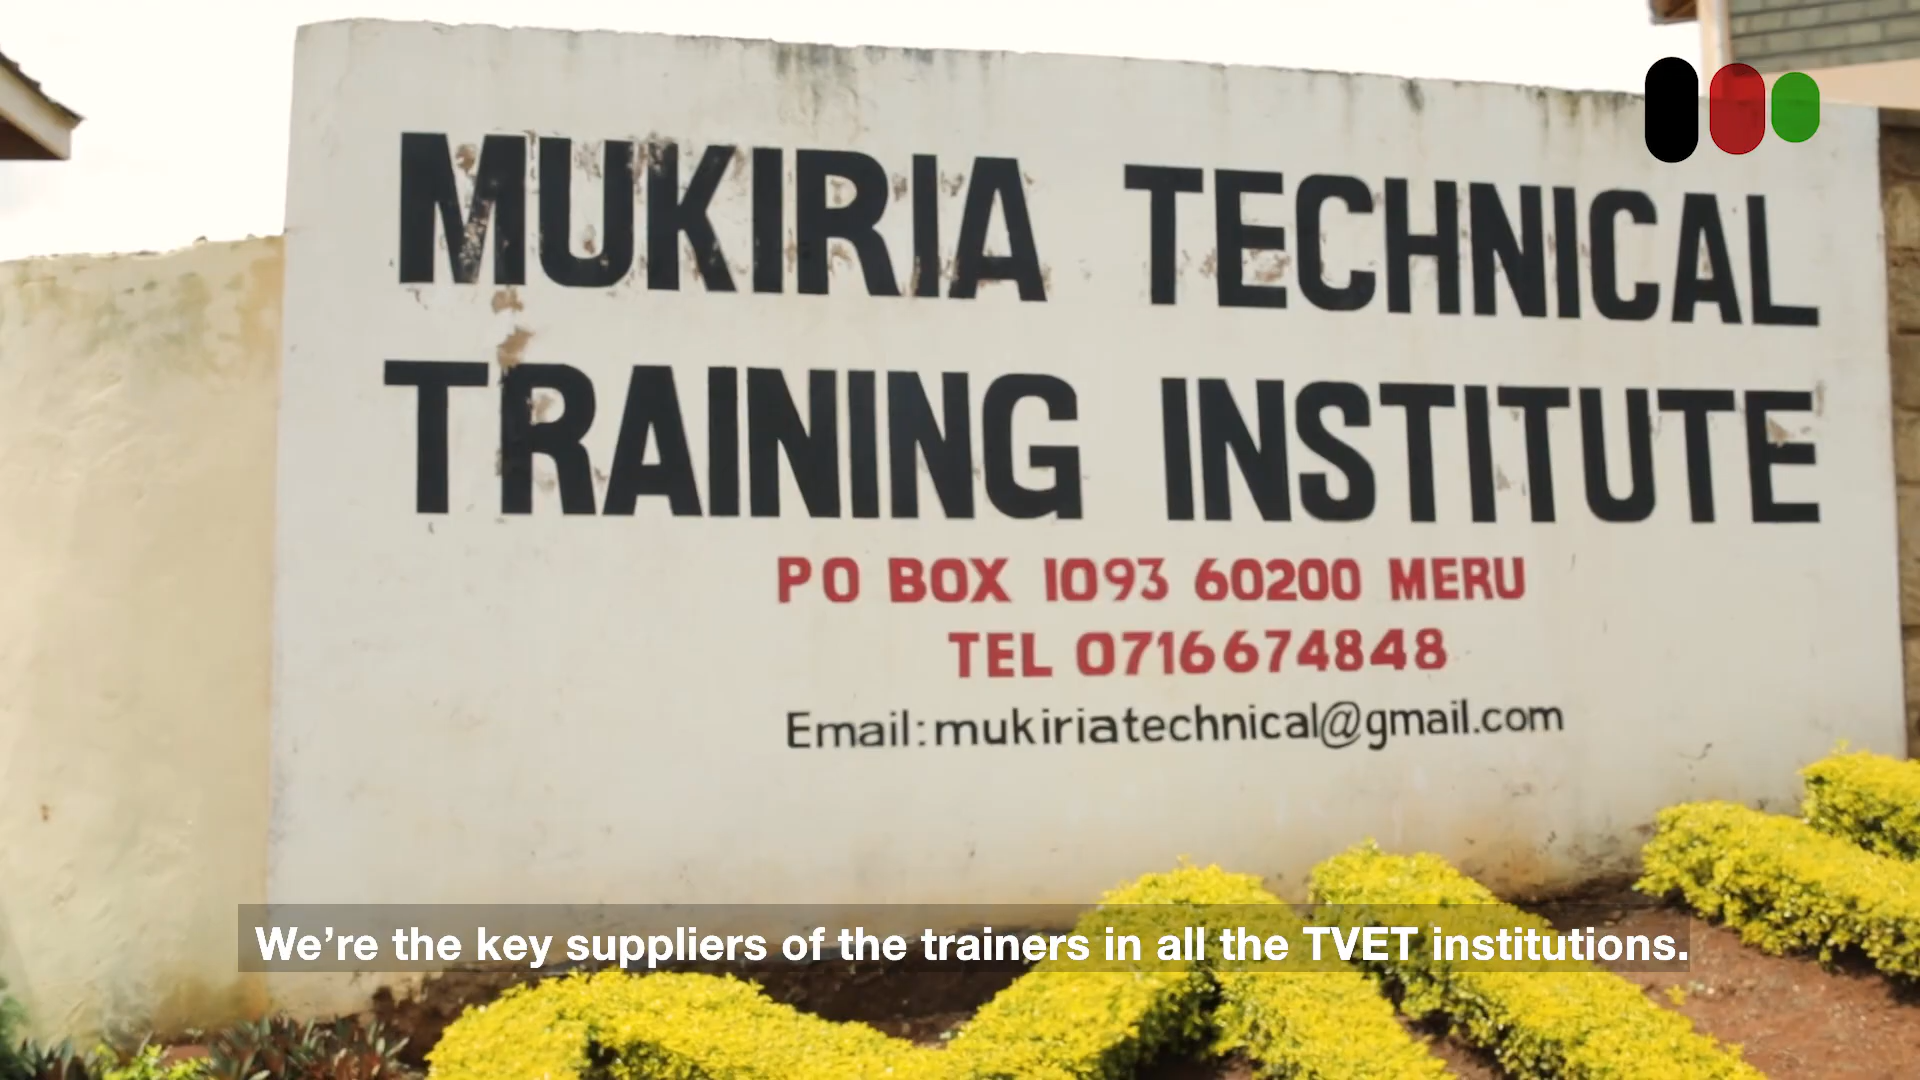 MUKIRIA TECHNICAL
TRAINING INSTITUTE
PO BOX 1093 60200 MERU
TEL 0716674848
Email: mukiriatechnical@gmail.com
We're the key suppliers of the trainers in all the TVET institutions.